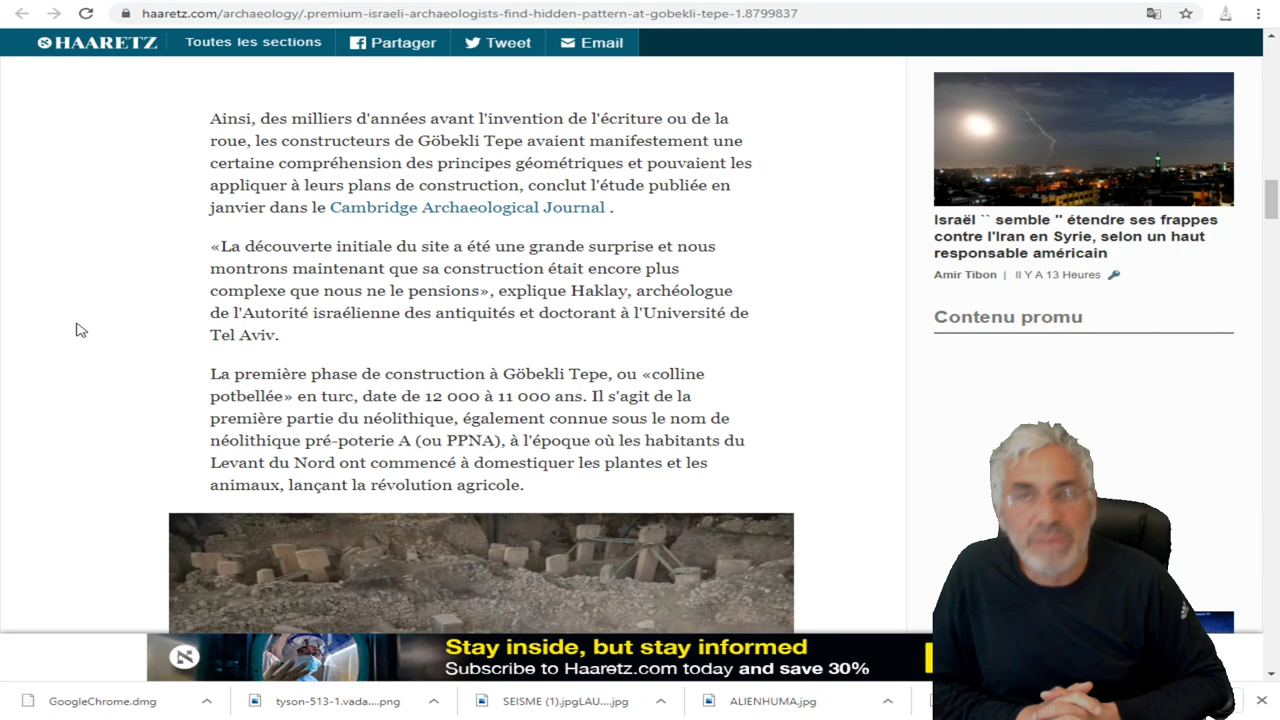 haaretz.com/archaeology/.premium-israeli-archaeologists-find-hidden-pattern-at-gobekli-tepe-1.8799837
HAARETZ
Toutes les sections
Partager
Tweet
Email
Ainsi, des milliers d'années avant l'invention de l'écriture ou de la
roue, les constructeurs de Göbekli Tepe avaient manifestement une
certaine compréhension des principes géométriques et pouvaient les
appliquer à leurs plans de construction, conclut l'étude publiée en
janvier dans le Cambridge Archaeological Journal .
«La découverte initiale du site a été une grande surprise et nous
montrons maintenant que sa construction était encore plus
complexe que nous ne le pensions», explique Haklay, archéologue
de l'Autorité israélienne des antiquités et doctorant à l'Université de
Tel Aviv.
La première phase de construction à Göbekli Tepe, ou «colline
potbellée» en turc, date de 12 000 à 11 000 ans. Il s'agit de la
première partie du néolithique, également connue sous le nom de
néolithique pré-poterie A (ou PPNA), à l'époque où les habitants du
Levant du Nord ont commencé à domestiquer les plantes et les
animaux, lançant la révolution agricole.
Israël `` semble '' étendre ses frappes
contre l'Iran en Syrie, selon un haut
responsable américain
Amir Tibon | Il Y A 13 Heures
Contenu promu
Stay inside, but stay informed
Subscribe to Haaretz.com today and save 30%
GoogleChrome.dmg
tyson-513-1.vada....png
SEISME (1).jpgLAU....jpg
ALIENHUMA.jpg